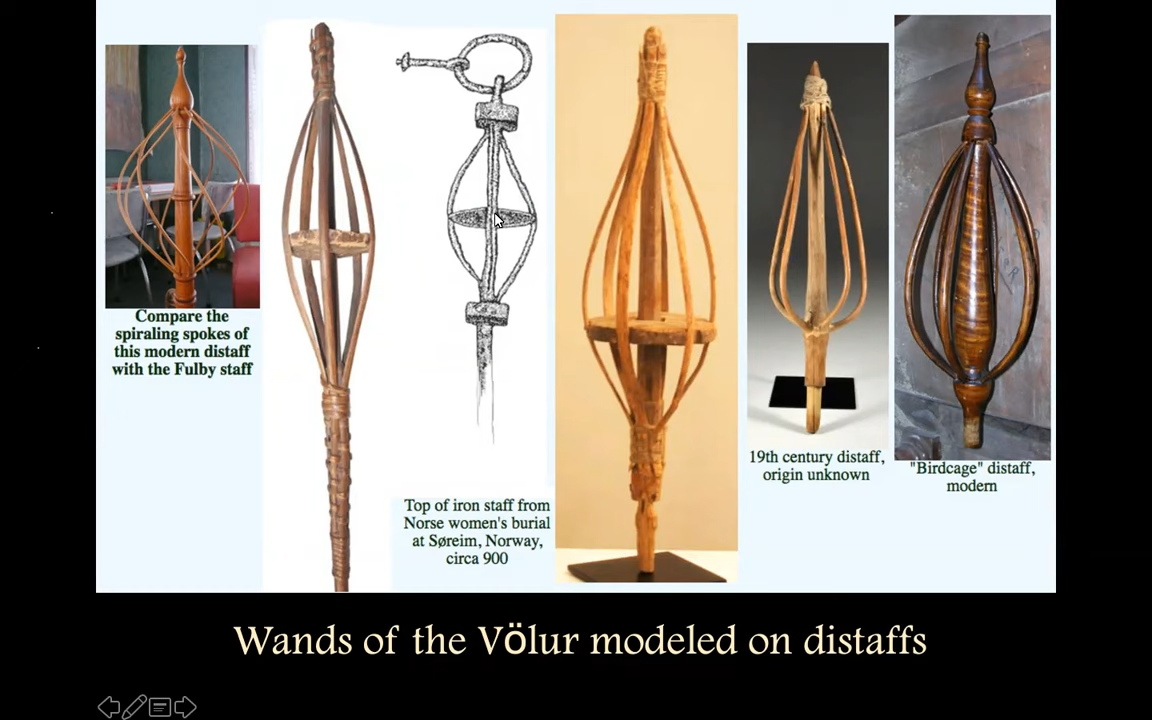 Compare the
spiraling spokes of
this modern distaff
with the Fulby staff
Top of iron staff from
Norse women's burial
at Søreim, Norway,
circa 900
19th century distaff,
origin unknown
"Birdcage" distaff,
modern
Wands of the Völur modeled on distaffs